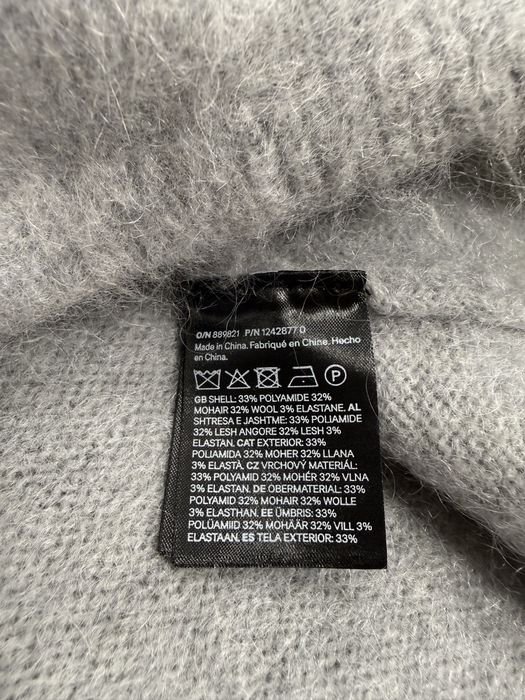 O/N 889821 P/N 1242877 0
Made in China. Fabriqué en Chine. Hecho
en China.
P
GB SHELL: 33% POLYAMIDE 32%
MOHAIR 32% WOOL 3% ELASTANE. AL
SHTRESA E JASHTME: 33% POLIAMIDE
32% LESH ANGORE 32% LESH 3%
ELASTAN. CAT EXTERIOR: 33%
POLIAMIDA 32% MOHER 32% LLANA
3% ELASTÀ. CZ VRCHOVÝ MATERIÁL:
33% POLYAMID 32% MOHÉR 32% VLNA
3% ELASTAN. DE OBERMATERIAL: 33%
POLYAMID 32% MOHAIR 32% WOLLE
3% ELASTHAN. EE ÜMBRIS: 33%
POLÜAMIID 32% MOHÄÄR 32% VILL 3%
ELASTAAN. ES TELA EXTERIOR: 33%